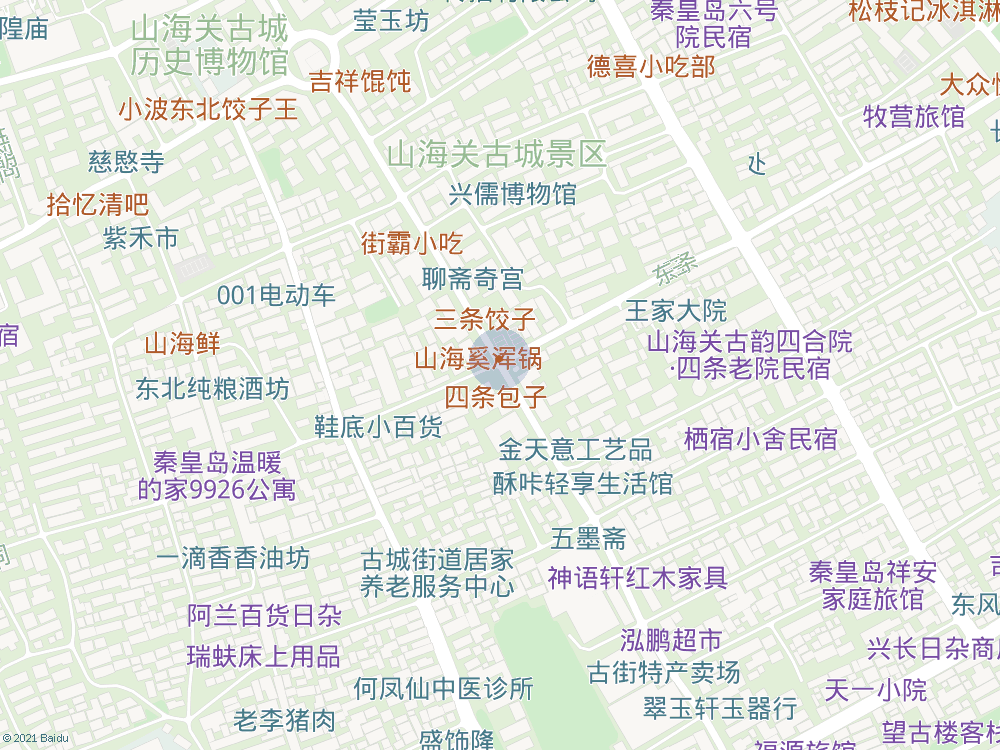 隍庙
山海关古城
历史博物馆
莹玉坊
秦皇岛六号
院民宿
松枝记冰淇淋
吉祥馄饨
德喜小吃部
小波东北饺子王
牧营旅馆
山海关古城景区
慈愍寺
兴儒博物馆
拾忆清吧
紫禾市
街霸小吃
聊斋奇宫
东条
001电动车
王家大院
三条饺子
宿
山海鲜
山海关古韵四合院
·四条老院民宿
山海奚浑锅
东北纯粮酒坊
四条包子
鞋底小百货
金天意工艺品
栖宿小舍民宿
秦皇岛温暖
的家9926公寓
酥咔轻享生活馆
五墨斋
一滴香香油坊
古城街道居家
养老服务中心
神语轩红木家具
秦皇岛祥安
家庭旅馆
东风
阿兰百货日杂
泓鹏超市
兴长日杂商店
瑞蚨床上用品
古街特产卖场
何凤仙中医诊所
天一小院
翠玉轩玉器行
老李猪肉
望古楼客栈
盛饰隆
福源旅馆
© 2021 Baidu